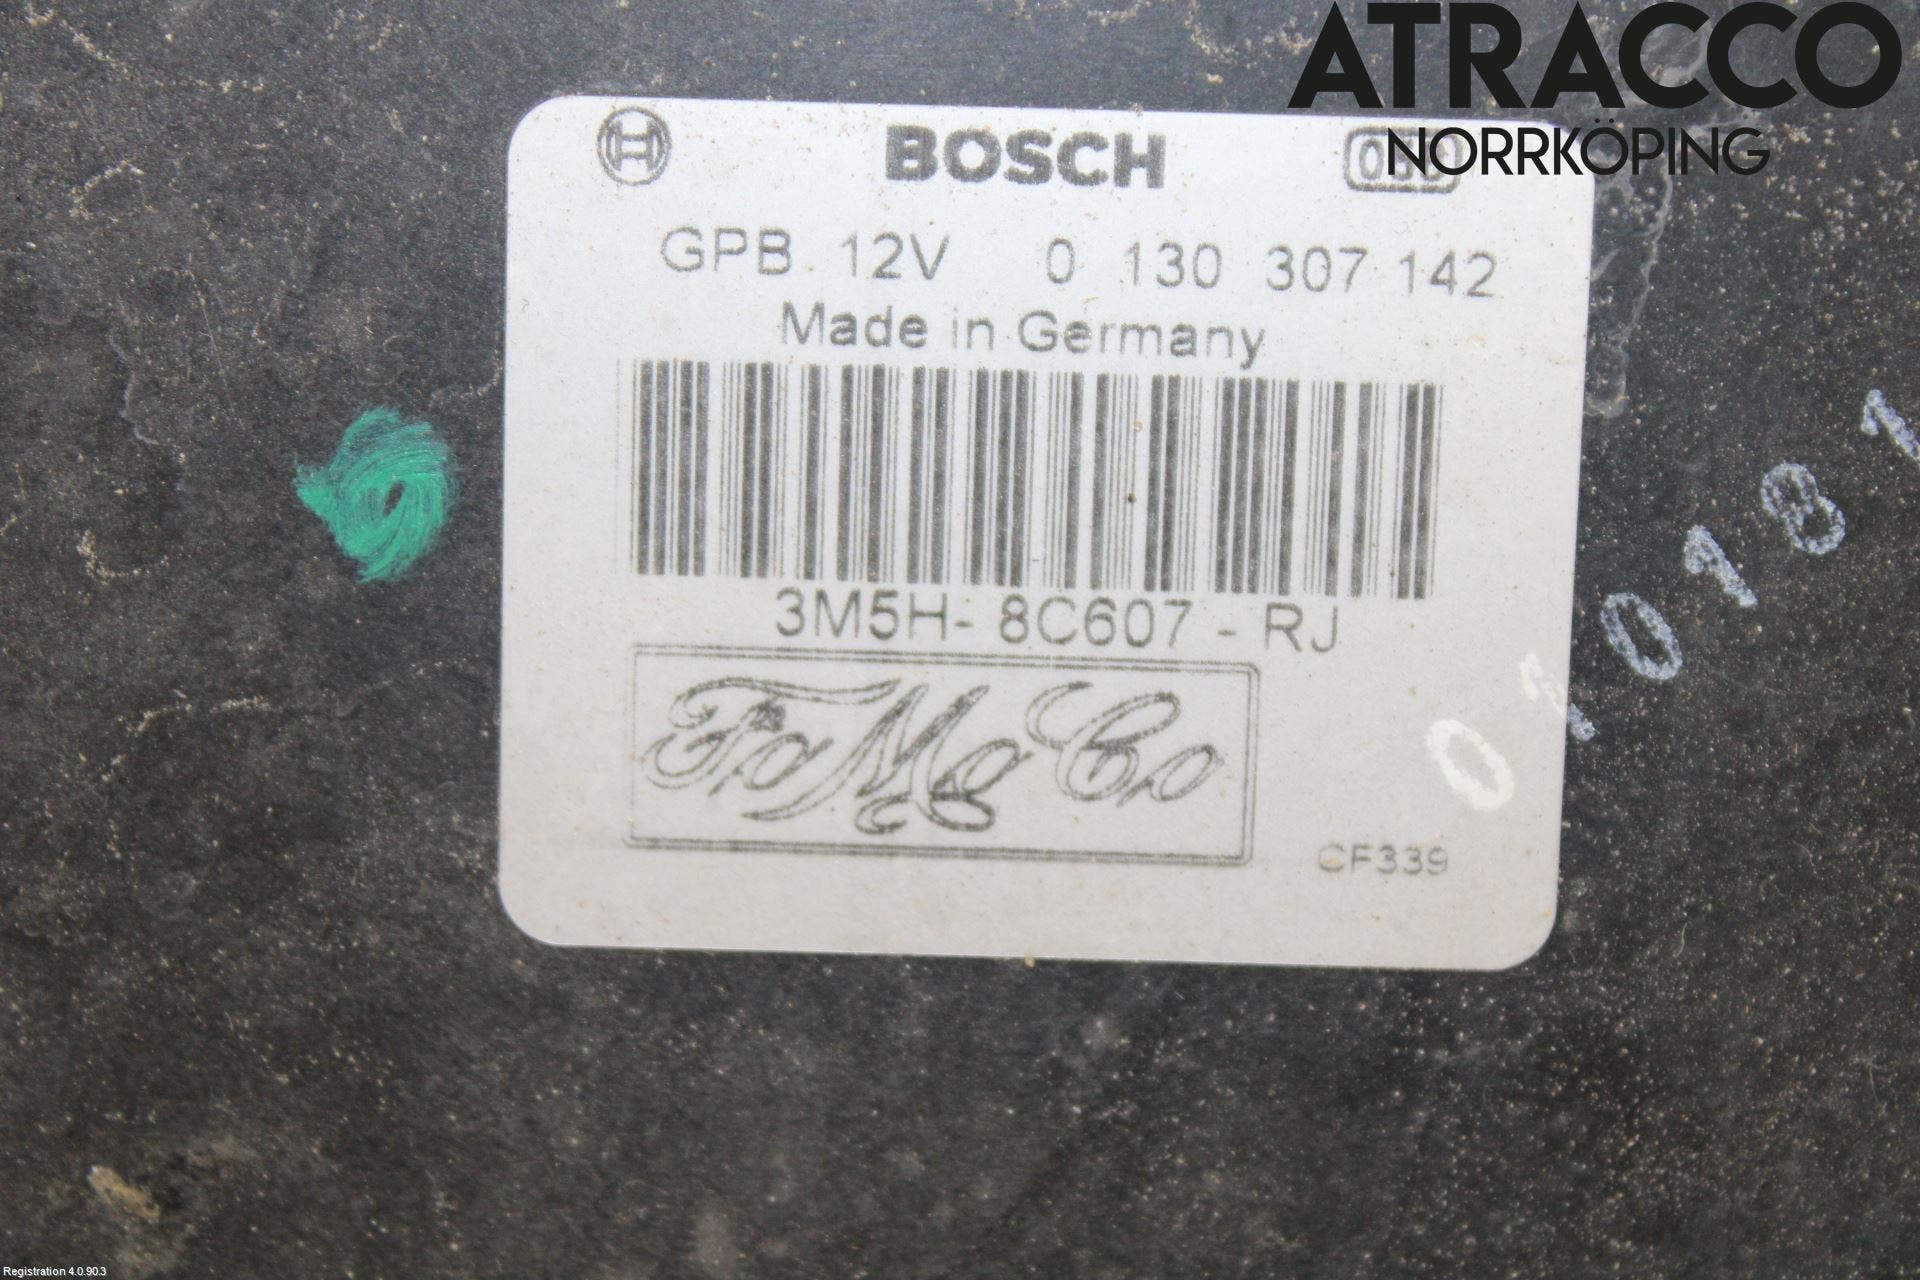 ATRACCO
NORRKÖPING
BOSCH
GPB 12V 0 130 307 142
Made in Germany
3M5H- 8C607 - RJ
FoMoCo
CF339
Registration 4.0.90.3